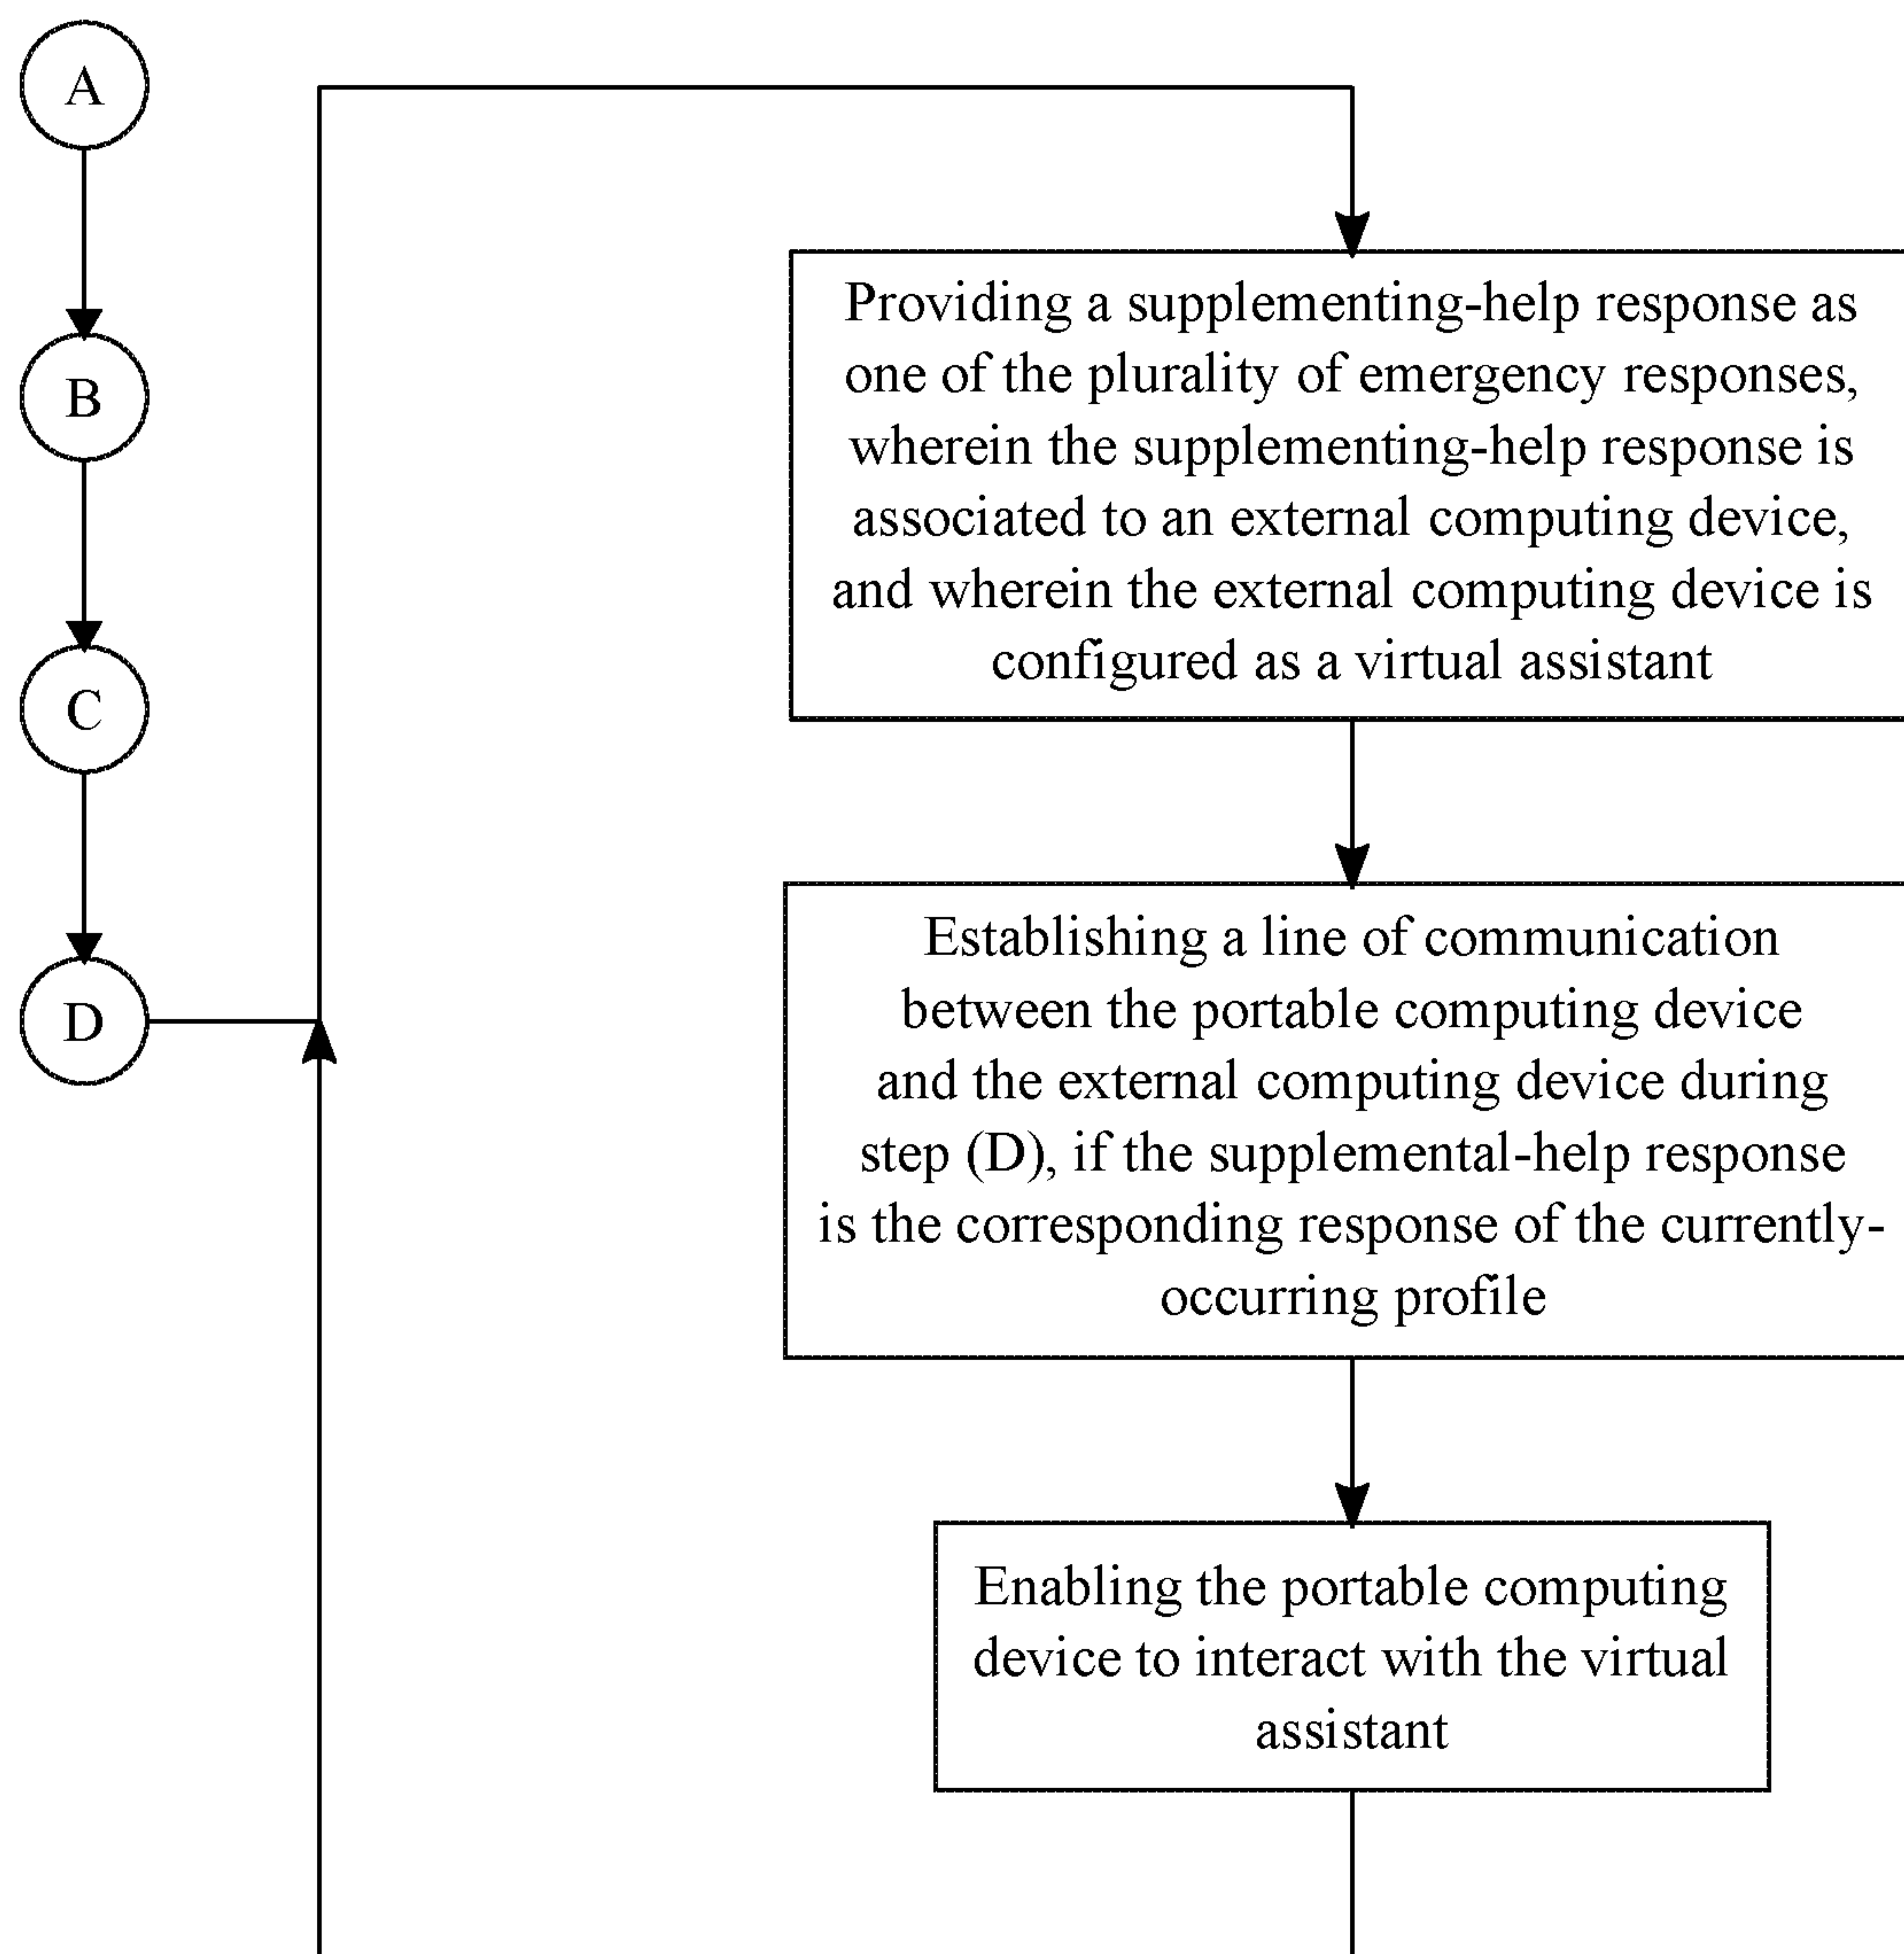 A
B
C
D
Providing a supplementing-help response as
one of the plurality of emergency responses,
wherein the supplementing-help response is
associated to an external computing device,
and wherein the external computing device is
configured as a virtual assistant
Establishing a line of communication
between the portable computing device
and the external computing device during
step (D), if the supplemental-help response
is the corresponding response of the currently-
occurring profile
Enabling the portable computing
device to interact with the virtual
assistant